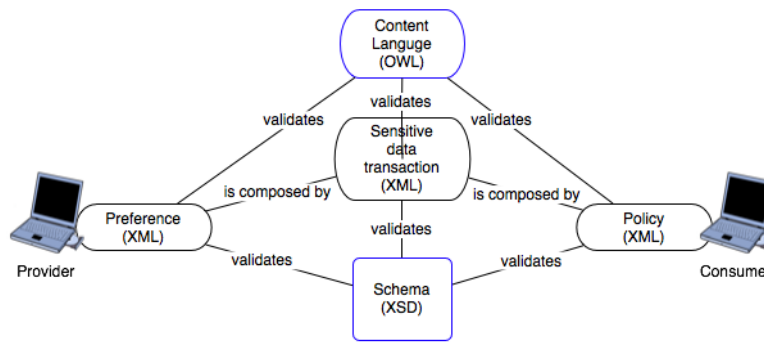 Content
Languge
(OWL)
validates
validates
validates
Sensitive
data
transaction
(XML)
is composed by
is composed by
Preference
(XML)
Policy
(XML)
validates
Provider
validates
validates
Consume
Schema
(XSD)